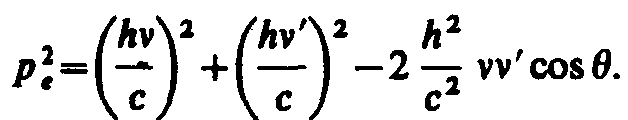 p_e^2 = (hν/c)^2 + (hν′/c)^2 − 2 h^2/c^2 νν′ cos θ.